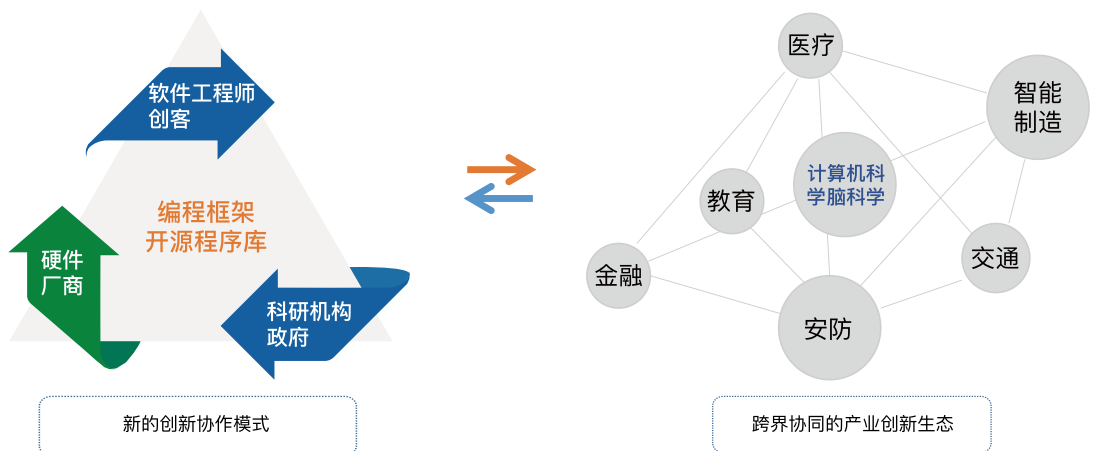 软件工程师
创客
编程框架
开源程序库
硬件
厂商
科研机构
政府
新的创新协作模式
医疗
智能
制造
计算机科
学脑科学
教育
交通
金融
安防
跨界协同的产业创新生态